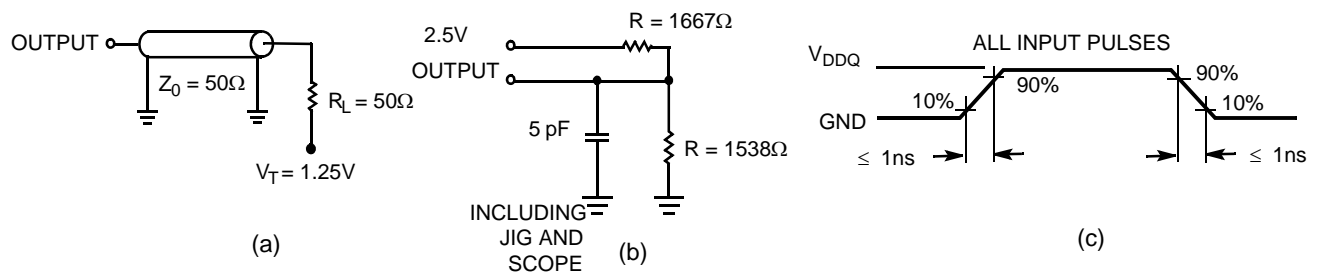 OUTPUT
Z0 = 50Ω
RL = 50Ω
VT = 1.25V
(a)
R = 1667Ω
2.5V
OUTPUT
5 pF
R = 1538Ω
INCLUDING
JIG AND
SCOPE
(b)
ALL INPUT PULSES
VDDQ
GND
10%
90%
90%
10%
≤ 1ns
≤ 1ns
(c)